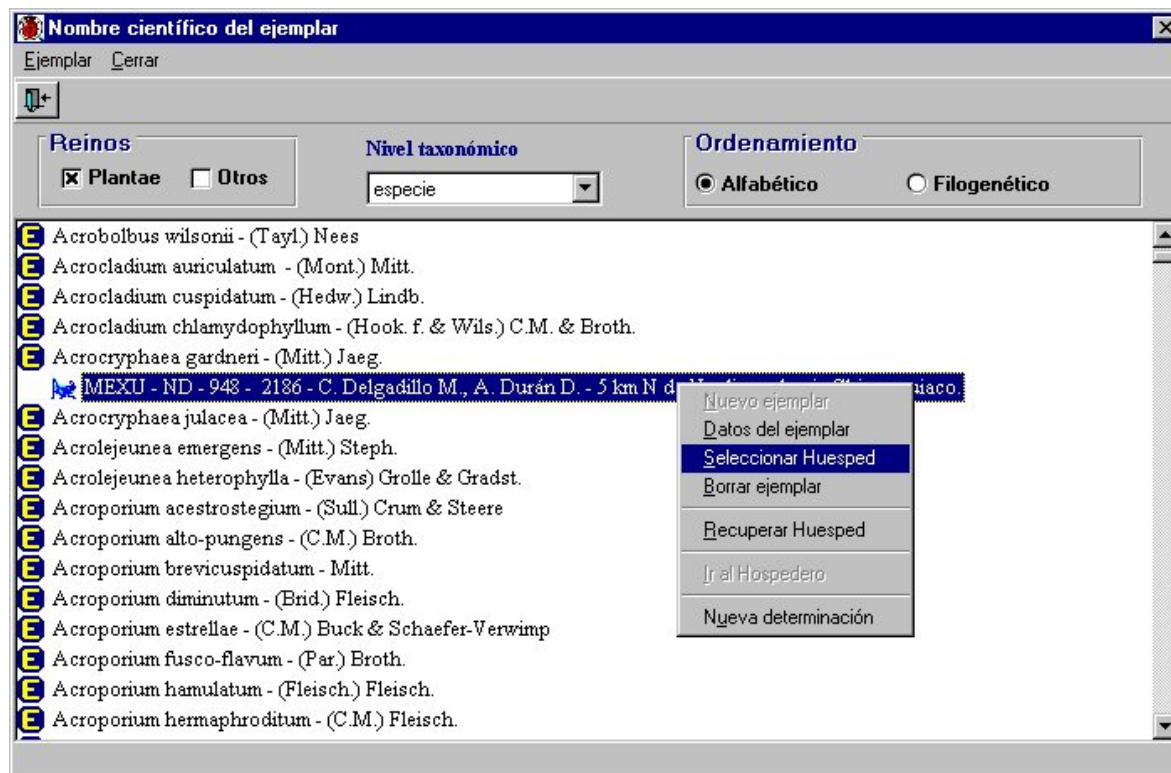 Nombre científico del ejemplar
Ejemplar Cerrar
Reinos
Plantae Otros
Nivel taxonómico
especie
Ordenamiento
Alfabético Filogenético
E Acrobolbus wilsonii - (Tayl.) Nees
E Acrocladium auriculatum - (Mont.) Mitt.
E Acrocladium cuspidatum - (Hedw.) Lindb.
E Acrocladium chlamydophyllum - (Hook. f. & Wils.) C.M. & Broth.
E Acrocryphaea gardneri - (Mitt.) Jaeg.
MEXU - ND - 948 - 2186 - C. Delgadillo M., A. Durán D. - 5 km N
E Acrocryphaea julacea - (Mitt.) Jaeg.
E Acrolejeunea emergens - (Mitt.) Steph.
E Acrolejeunea heterophylla - (Evans) Grolle & Gradst.
E Acroporium acestrostegium - (Sull.) Crum & Steere
E Acroporium alto-pungens - (C.M.) Broth.
E Acroporium brevicuspidatum - Mitt.
E Acroporium diminutum - (Brid.) Fleisch.
E Acroporium estrellae - (C.M.) Buck & Schaefer-Verwimp
E Acroporium fusco-flavum - (Par.) Broth.
E Acroporium hamulatum - (Fleisch.) Fleisch.
E Acroporium hermaphroditum - (C.M.) Fleisch.
Nuevo ejemplar
Datos del ejemplar
Seleccionar Huesped
Borrar ejemplar
Recuperar Huesped
Ir al Hospedero
Nueva determinación